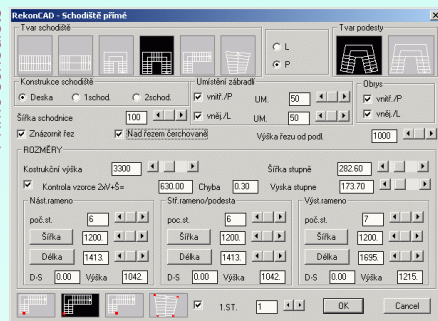 RekonCAD - Schodiště přímé
Tvar schodiště
L
P
Tvar podesty
Konstrukce schodiště
Deska
1schod.
2schod.
Umístění zábradlí
vnitř./P
UM.
50
vněj./L
UM.
50
Obrys
vnitř./P
vněj./L
Šířka schodnice
100
Znázornit řez
Nad řezem čerchovaně
Výška řezu od podl.
1000
ROZMĚRY
Kostrukční výška
3300
Šířka stupně
282.60
Kontrola vzorce 2xV+Š=
630.00
Chyba
0.30
Vyska stupne
173.70
Nást.rameno
poč.st.
6
Šířka
1200.
Délka
1413.
D-S
0.00
Výška
1042.
Stř.rameno/podesta
poc.st.
6
Šířka
1200.
Délka
1413.
D-S
0.00
Výška
1042.
Výst.rameno
poč.st.
7
Šířka
1200.
Délka
1695.
D-S
0.00
Výška
1215.
1.ST.
1
OK
Cancel